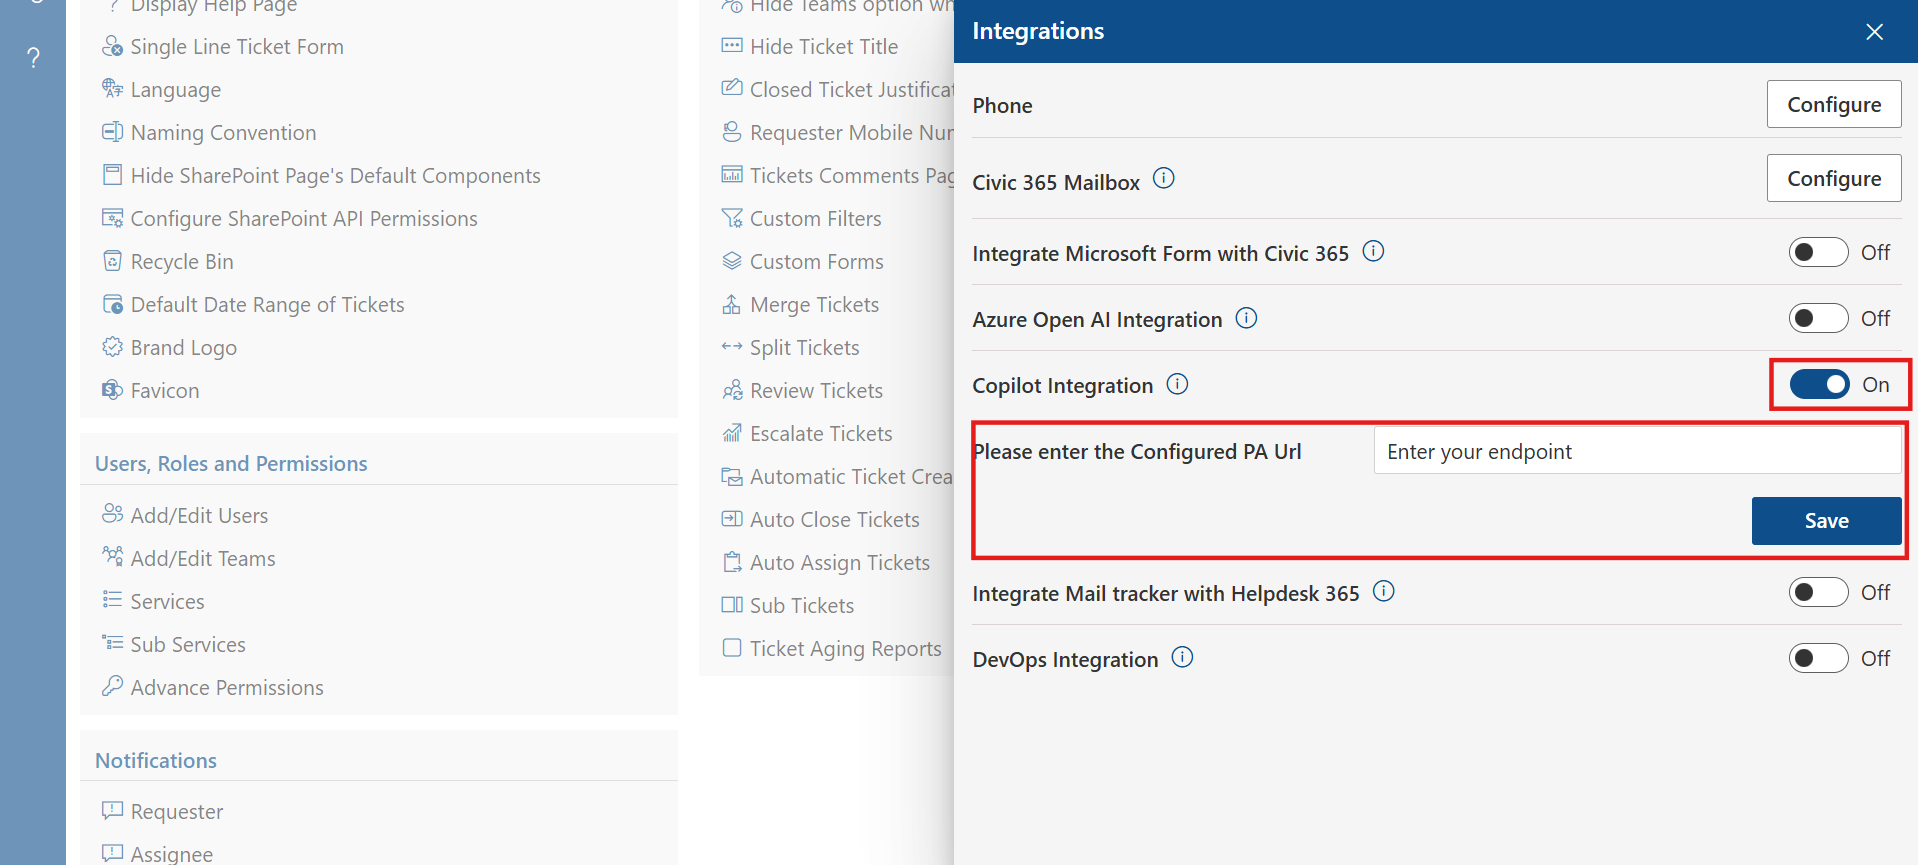 Display Help Page
Single Line Ticket Form
Language
Naming Convention
Hide SharePoint Page's Default Components
Configure SharePoint API Permissions
Recycle Bin
Default Date Range of Tickets
Brand Logo
Favicon
Users, Roles and Permissions
Add/Edit Users
Add/Edit Teams
Services
Sub Services
Advance Permissions
Notifications
Requester
Assignee
Hide Teams option wh
Hide Ticket Title
Closed Ticket Justificat
Requester Mobile Nur
Tickets Comments Pag
Custom Filters
Custom Forms
Merge Tickets
Split Tickets
Review Tickets
Escalate Tickets
Automatic Ticket Crea
Auto Close Tickets
Auto Assign Tickets
Sub Tickets
Ticket Aging Reports
Integrations
Phone
Configure
Civic 365 Mailbox
Configure
Integrate Microsoft Form with Civic 365
Off
Azure Open AI Integration
Off
Copilot Integration
On
Please enter the Configured PA Url
Enter your endpoint
Save
Integrate Mail tracker with Helpdesk 365
Off
DevOps Integration
Off